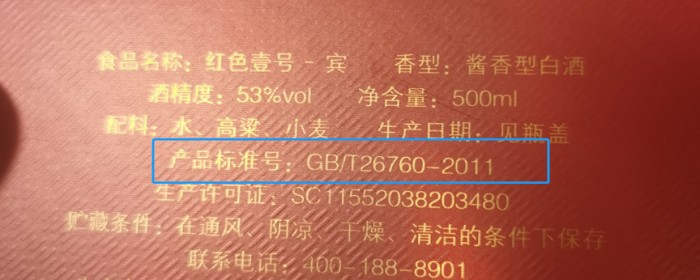 食品名称：红色壹号 - 宾　　香型：酱香型白酒
酒精度：53%vol　　净含量：500ml
配料：水、高粱、小麦　　生产日期：见瓶盖
产品标准号：GB/T26760-2011
生产许可证：SC11552038203480
贮藏条件：在通风、阴凉、干燥、清洁的条件下保存
联系电话：400-188-8901